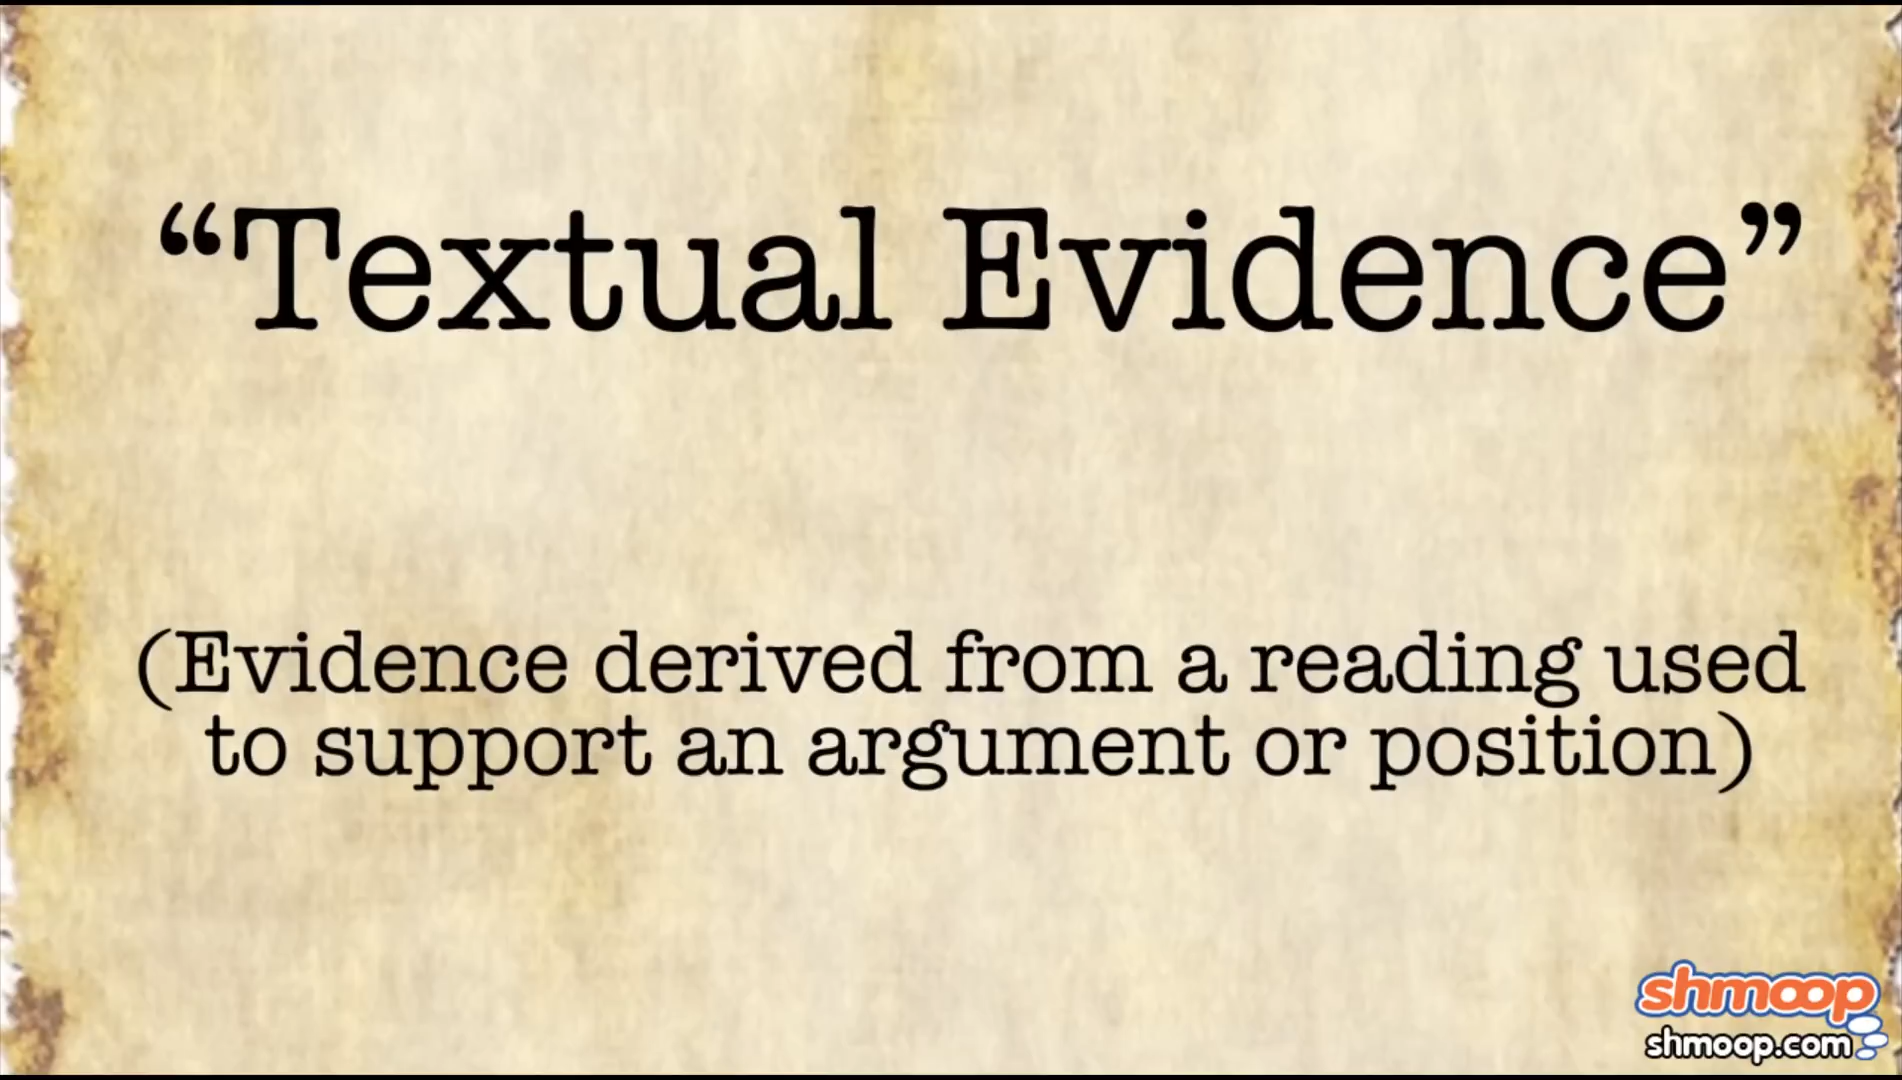 “Textual Evidence”
(Evidence derived from a reading used
to support an argument or position)
shmoop
shmoop.com